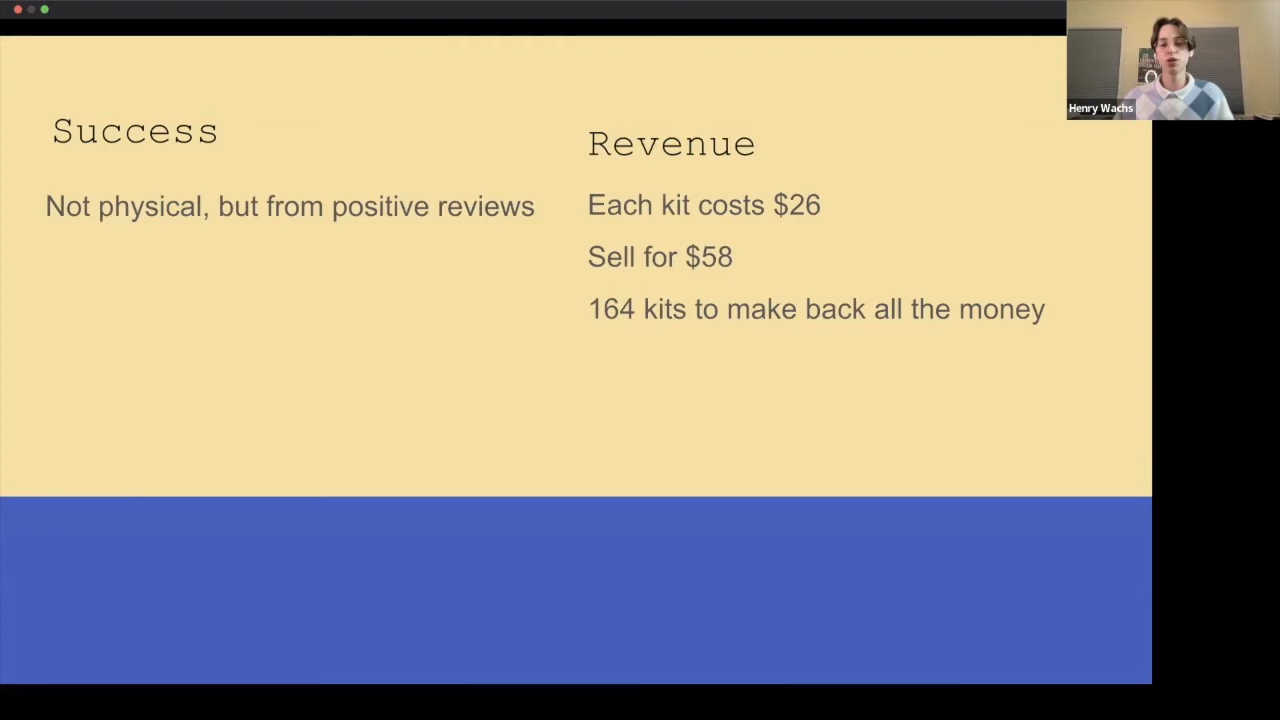 Success
Not physical, but from positive reviews
Revenue
Each kit costs $26
Sell for $58
164 kits to make back all the money
Henry Wachs